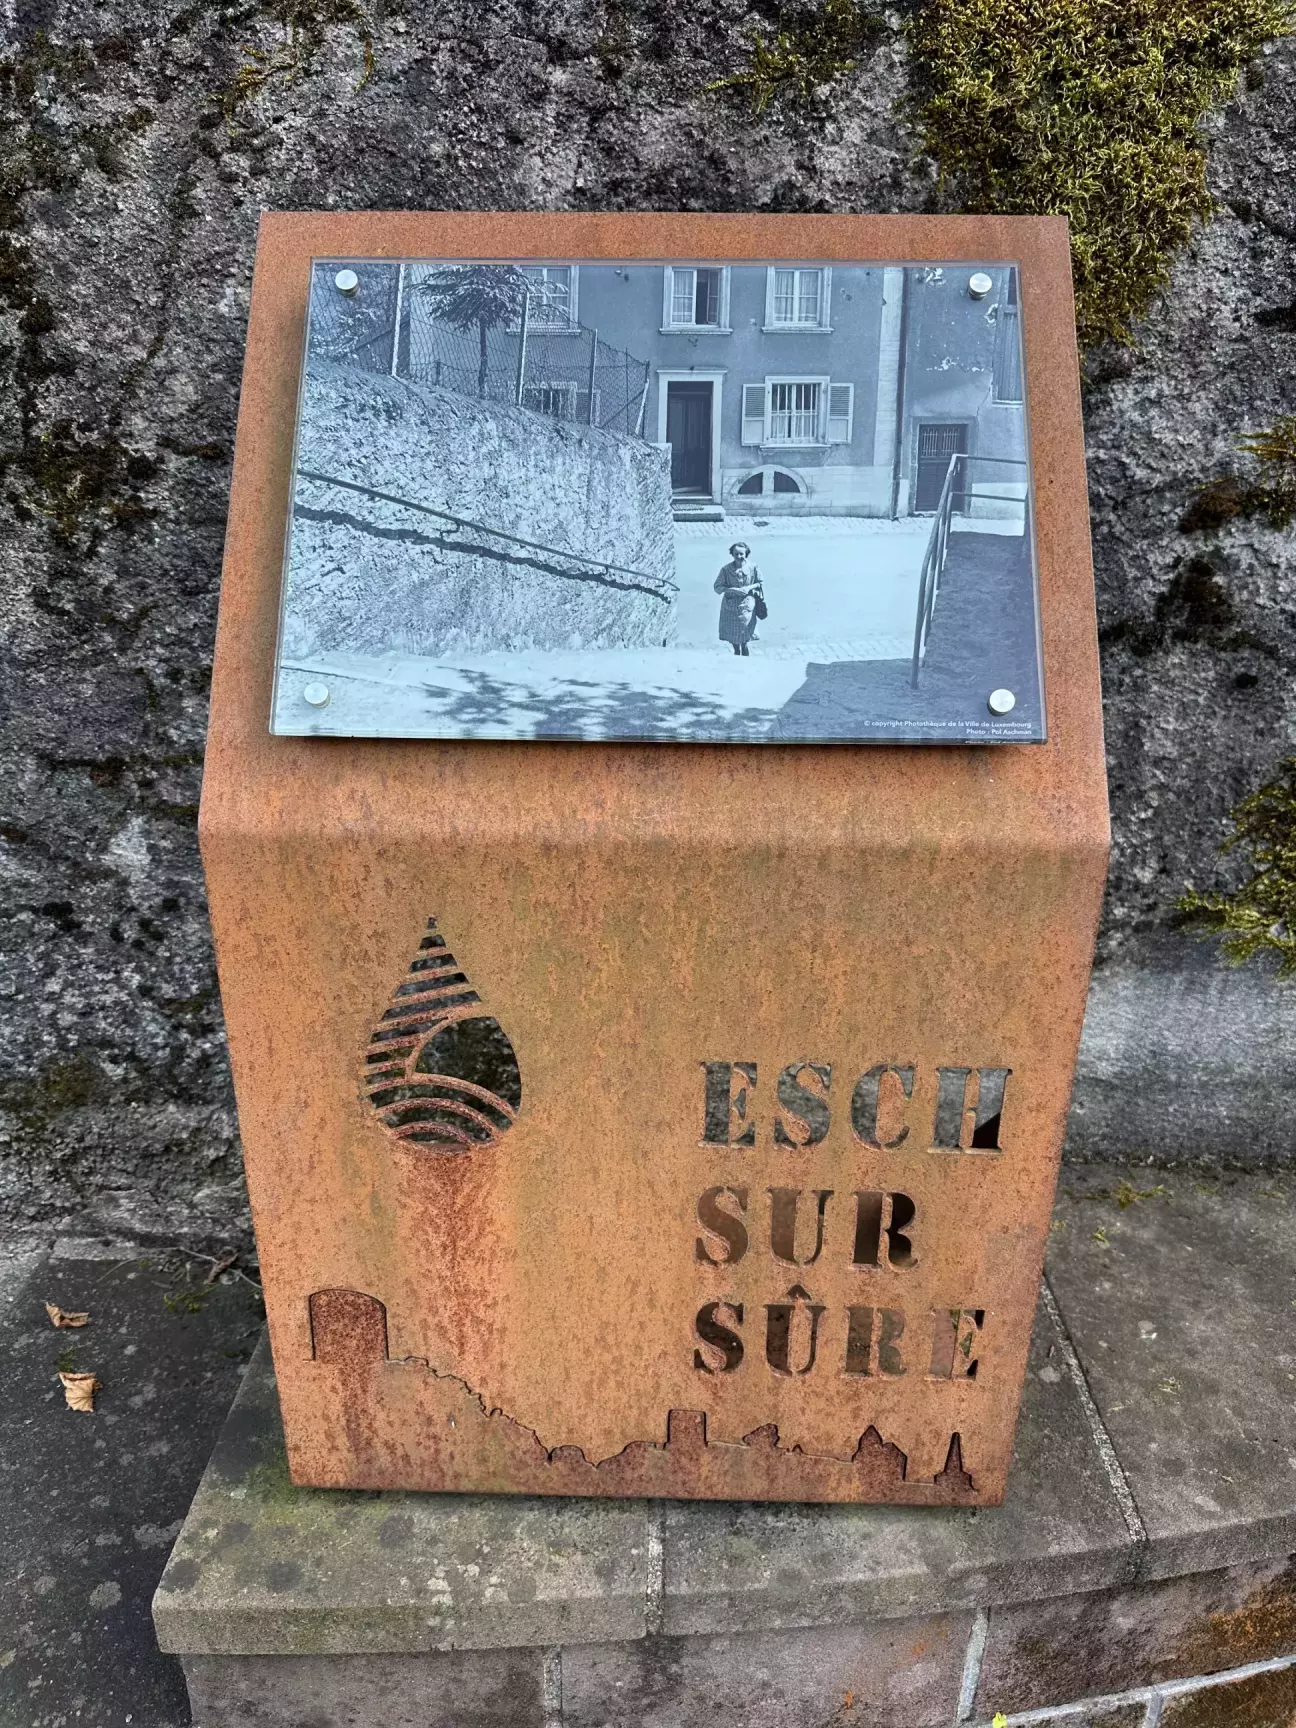 © copyright Photothèque de la Ville de Luxembourg
Photo : Pol Aschman
ESCH
SUR
SÛRE